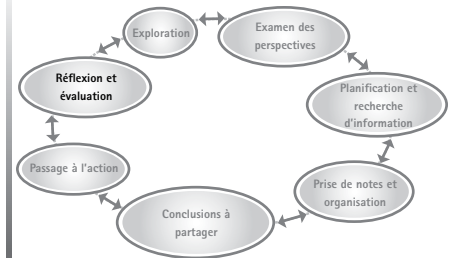 Exploration
Examen des
perspectives
Réflexion et
évaluation
Planification et
recherche
d'information
Passage à l'action
Prise de notes et
organisation
Conclusions à
partager